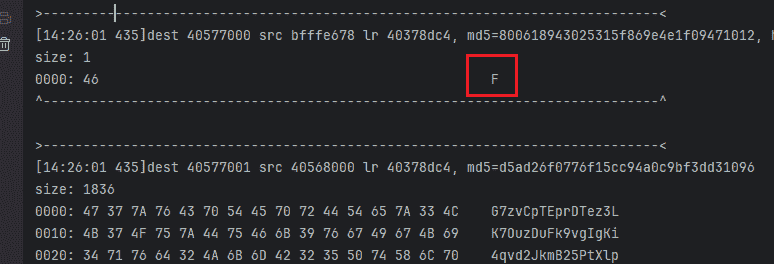 >-----------------------------------------------------------------------------<
[14:26:01 435]dest 40577000 src bfffe678 lr 40378dc4, md5=800618943025315f869e4e1f09471012, h
size: 1
0000: 46 F
^-----------------------------------------------------------------------------^
>-----------------------------------------------------------------------------<
[14:26:01 435]dest 40577001 src 40568000 lr 40378dc4, md5=d5ad26f0776f15cc94a0c9bf3dd31096
size: 1836
0000: 47 37 7A 76 43 70 54 45 70 72 44 54 65 7A 33 4C G7zvCpTEprDTez3L
0010: 4B 37 4F 75 7A 44 75 46 6B 39 76 67 49 67 4B 69 K7OuzDuFk9vgIgKi
0020: 34 71 76 64 32 4A 6B 6D 42 32 35 50 74 58 6C 70 4qvd2JkmB25PtXlp